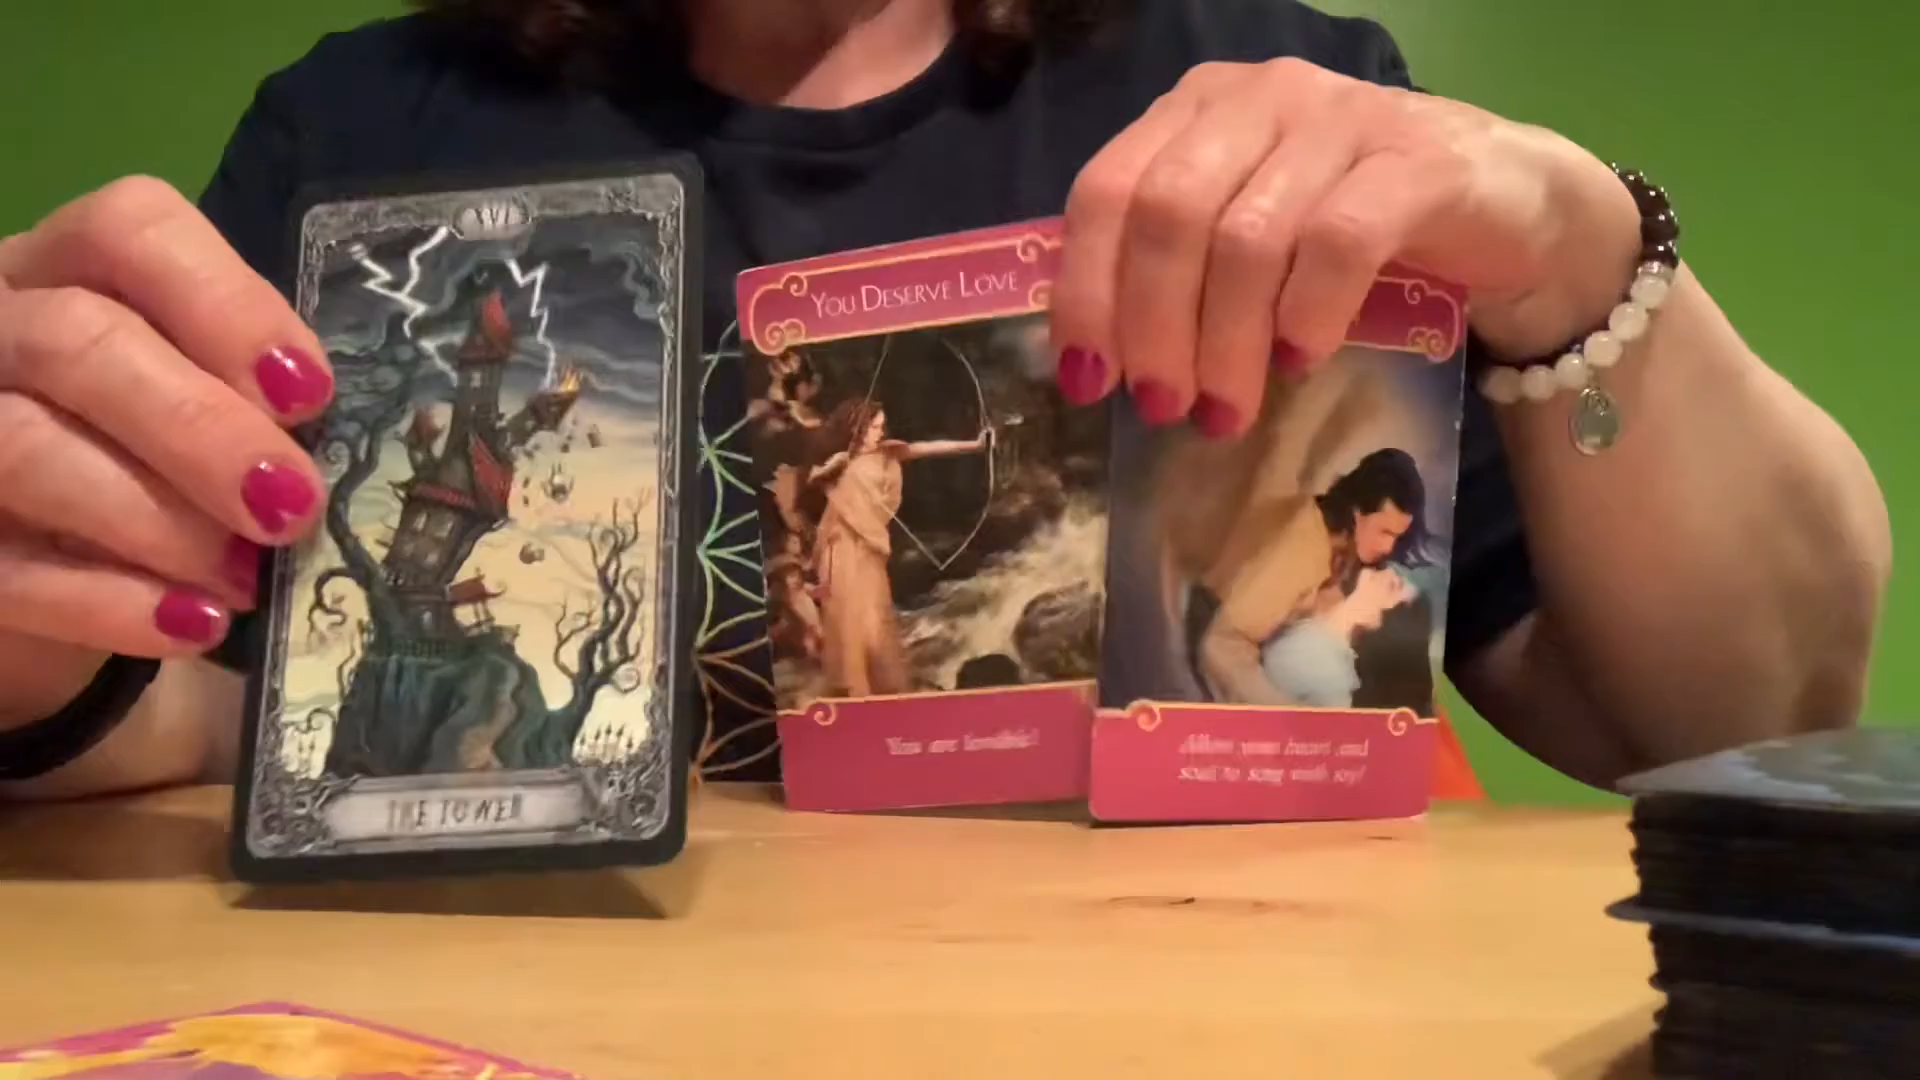 XVI
THE TOWER
YOU DESERVE LOVE
You are lovable!
Allow your heart and
soul to sing with joy!